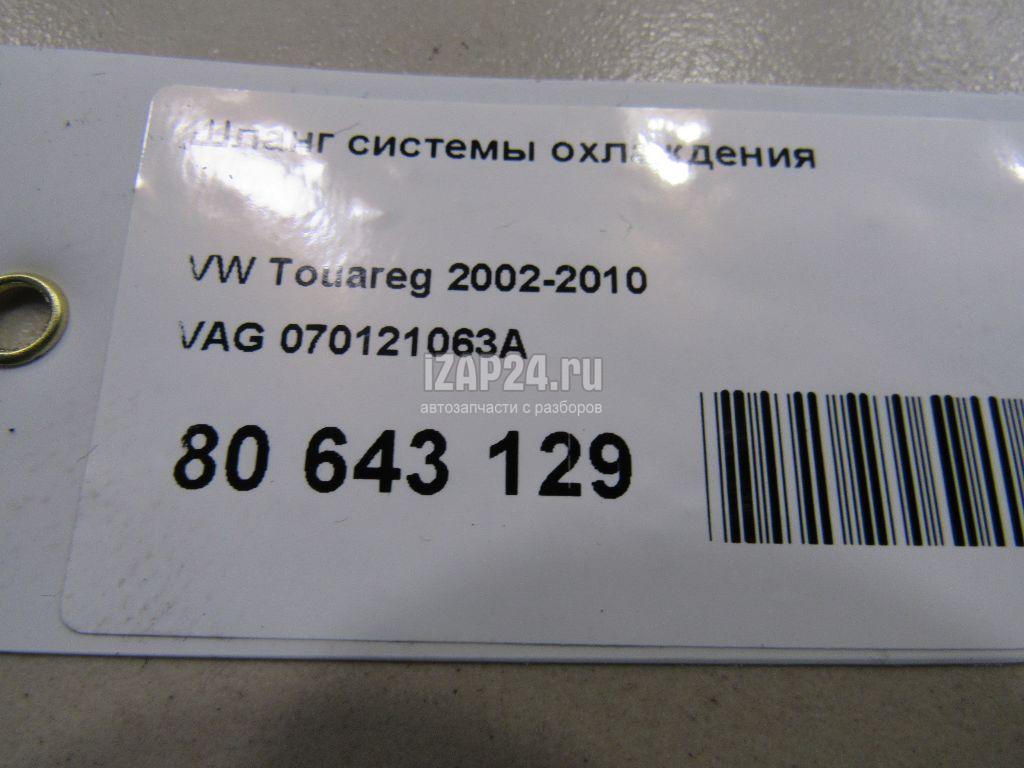 Шланг системы охлаждения
VW Touareg 2002-2010
VAG 070121063A
iZAP24.ru
автозапчасти с разборов
80 643 129